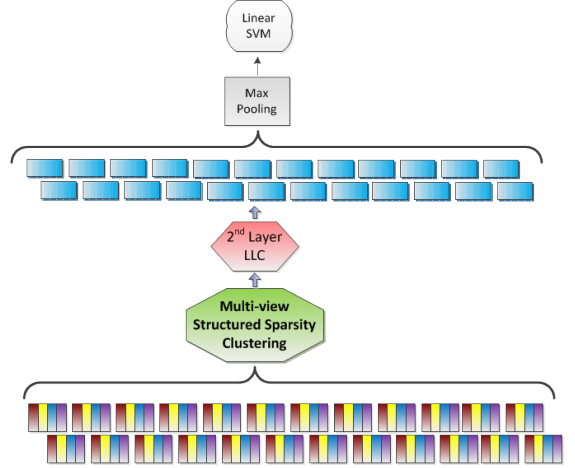 Linear
SVM
Max
Pooling
2nd Layer
LLC
Multi-view
Structured Sparsity
Clustering